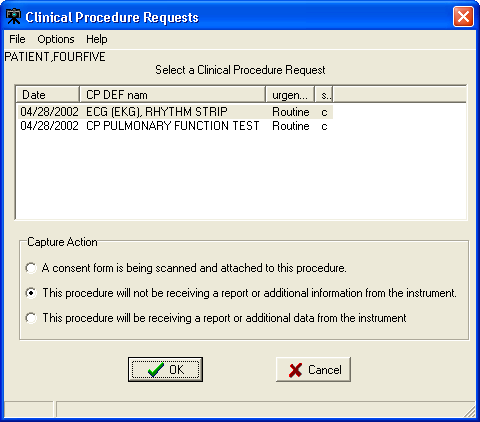 Clinical Procedure Requests
File Options Help
PATIENT,FOURFIVE
Select a Clinical Procedure Request
Date CP DEF nam urgen... s..
04/28/2002 ECG (EKG), RHYTHM STRIP Routine c
04/28/2002 CP PULMONARY FUNCTION TEST Routine c
Capture Action
A consent form is being scanned and attached to this procedure.
This procedure will not be receiving a report or additional information from the instrument.
This procedure will be receiving a report or additional data from the instrument
OK Cancel